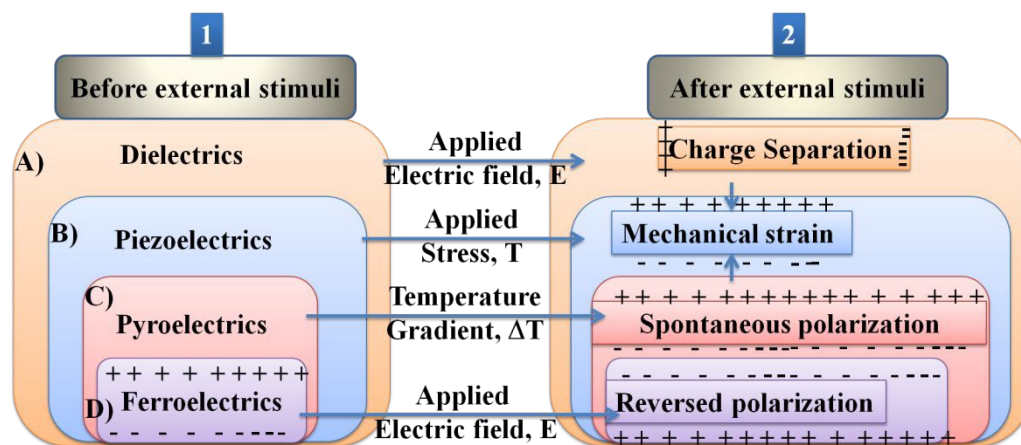 1
2
Before external stimuli
After external stimuli
A)
Dielectrics
Applied
Electric field, E
+ + + +
Charge Separation
- - - - - -
B)
Piezoelectrics
Applied
Stress, T
++ + + +++++
Mechanical strain
- - - - - ---
C)
Pyroelectrics
Temperature
Gradient, ΔT
++ + +++++++ + + +++
Spontaneous polarization
- - - - - ---- - - - - ---
D)
++ + + +++++
Ferroelectrics
- - - - - ---
Applied
Electric field, E
- - - - - ---- - - - ---
Reversed polarization
++ + +++++++ + + +++++